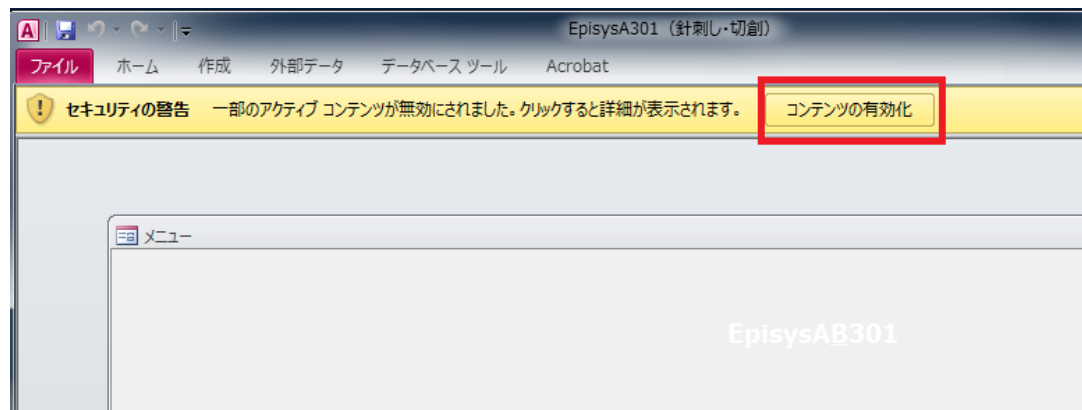 EpisysA301（針刺し・切創）
ファイル ホーム 作成 外部データ データベース ツール Acrobat
セキュリティの警告 一部のアクティブ コンテンツが無効にされました。クリックすると詳細が表示されます。 コンテンツの有効化
メニュー
EpisysAB301